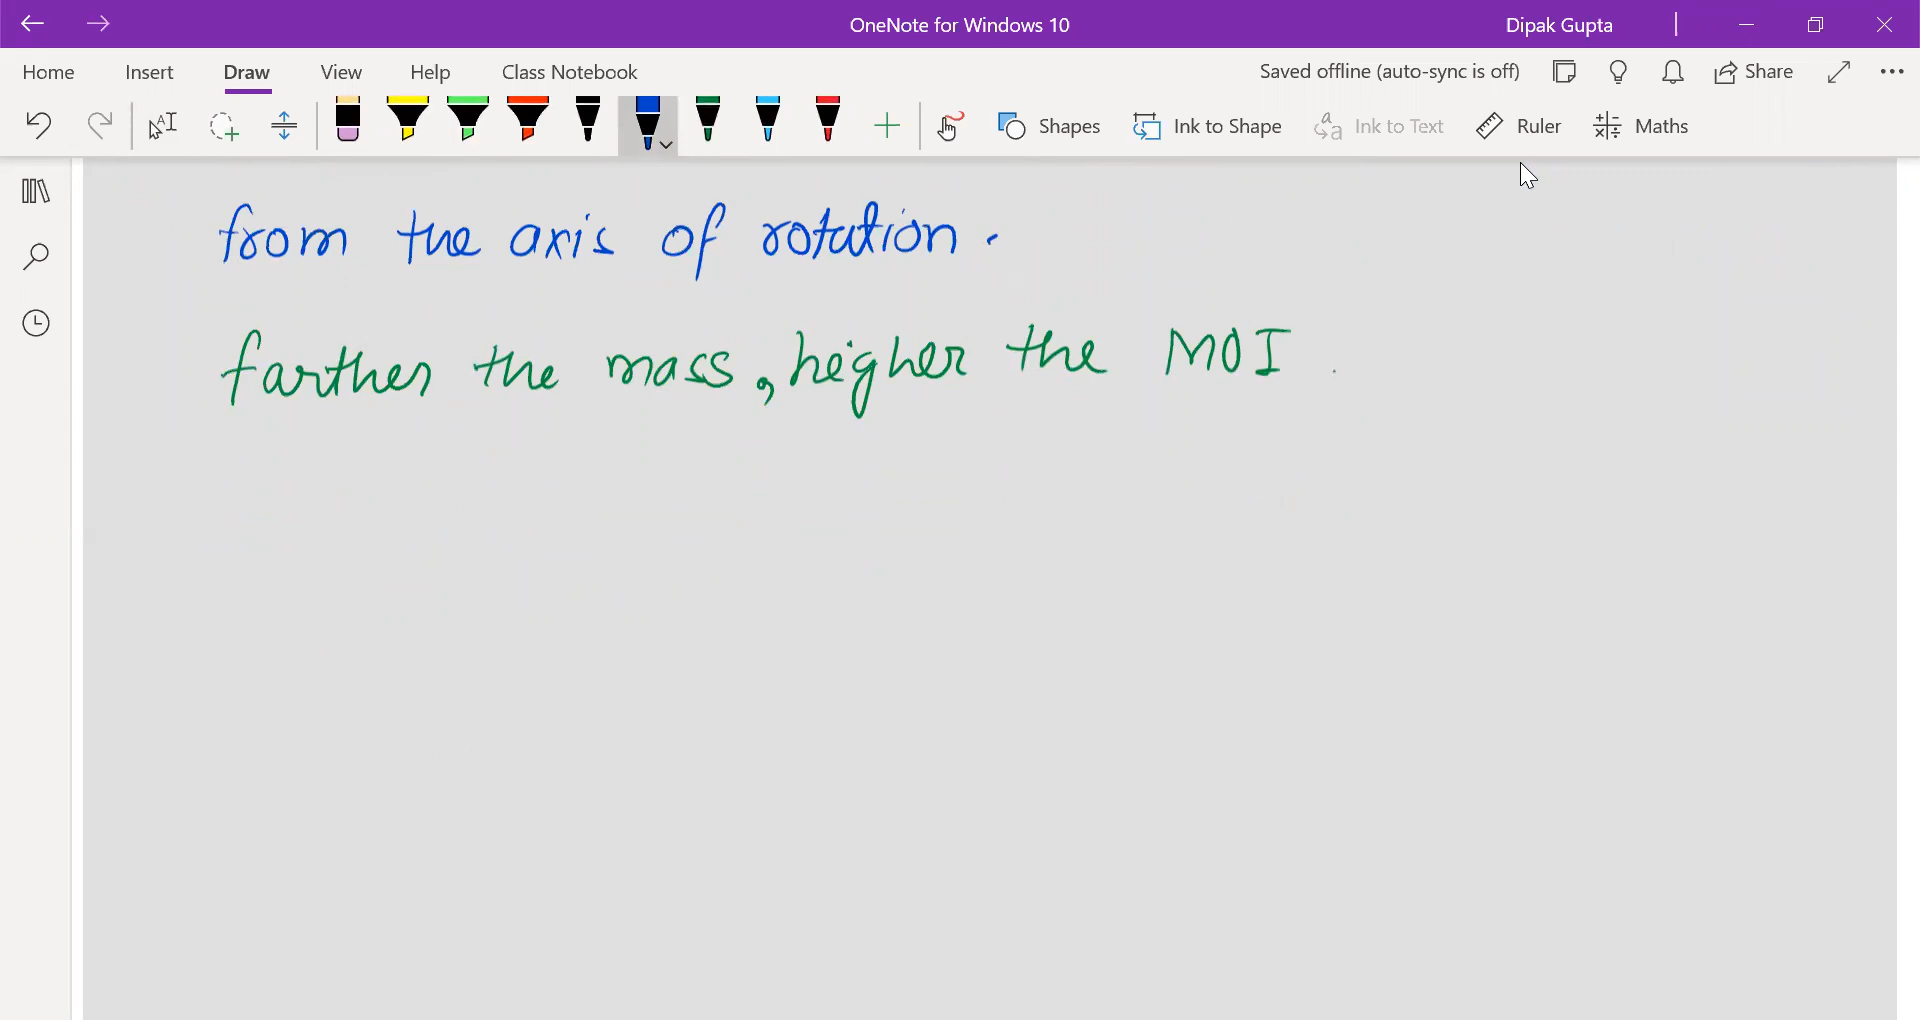 OneNote for Windows 10
Dipak Gupta
Home Insert Draw View Help Class Notebook
Saved offline (auto-sync is off) Share
Shapes Ink to Shape Ink to Text Ruler Maths
from the axis of rotation.
farther the mass, heigher the MOI .